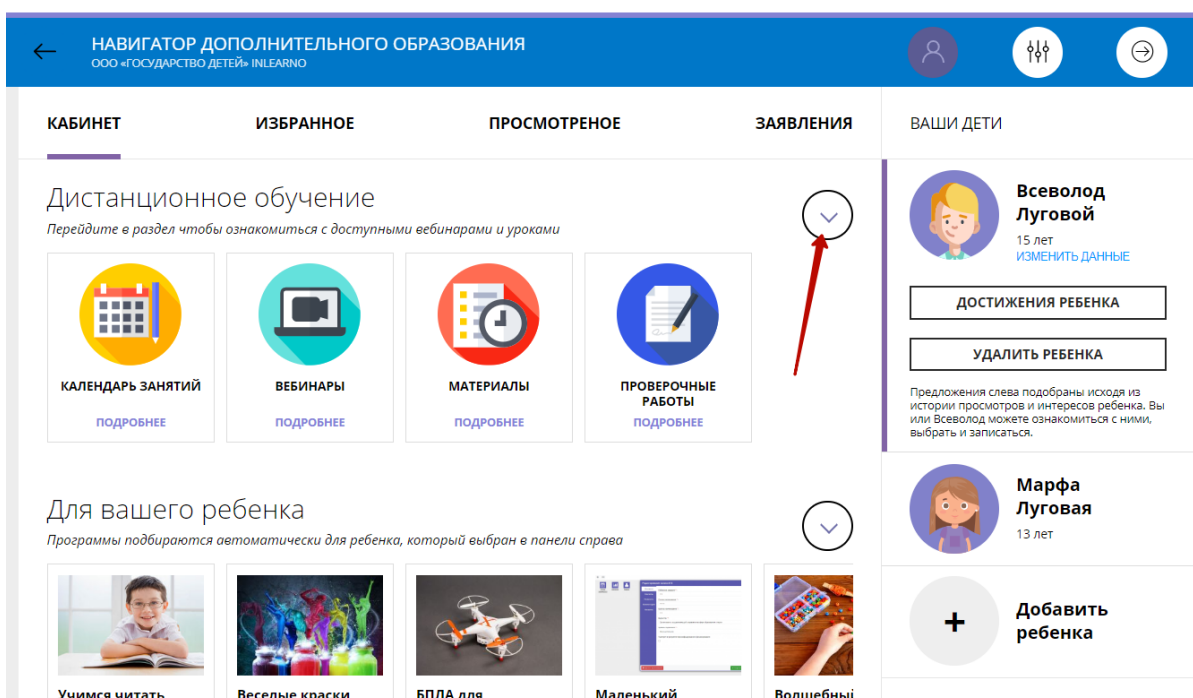 НАВИГАТОР ДОПОЛНИТЕЛЬНОГО ОБРАЗОВАНИЯ
ООО «ГОСУДАРСТВО ДЕТЕЙ» INLEARNO
КАБИНЕТ
ИЗБРАННОЕ
ПРОСМОТРЕНОЕ
ЗАЯВЛЕНИЯ
Дистанционное обучение
Перейдите в раздел чтобы ознакомиться с доступными вебинарами и уроками
КАЛЕНДАРЬ ЗАНЯТИЙ
ПОДРОБНЕЕ
ВЕБИНАРЫ
ПОДРОБНЕЕ
МАТЕРИАЛЫ
ПОДРОБНЕЕ
ПРОВЕРОЧНЫЕ
РАБОТЫ
ПОДРОБНЕЕ
Для вашего ребенка
Программы подбираются автоматически для ребенка, который выбран в панели справа
Учимся читать
Веселые краски
БПЛА для
Маленький
Волшебный
ВАШИ ДЕТИ
Всеволод
Луговой
15 лет
ИЗМЕНИТЬ ДАННЫЕ
ДОСТИЖЕНИЯ РЕБЕНКА
УДАЛИТЬ РЕБЕНКА
Предложения слева подобраны исходя из
истории просмотров и интересов ребенка. Вы
или Всеволод можете ознакомиться с ними,
выбрать и записаться.
Марфа
Луговая
13 лет
+
Добавить
ребенка